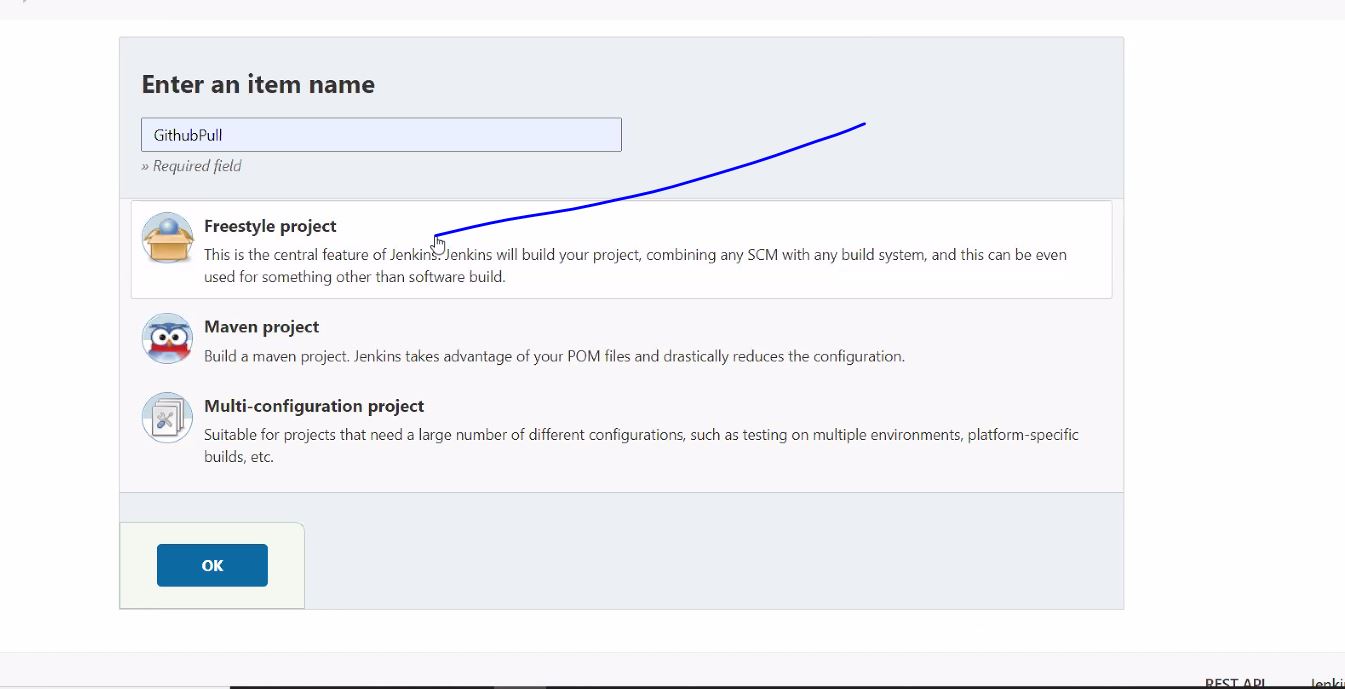 Enter an item name
GithubPull
» Required field
Freestyle project
This is the central feature of Jenkins. Jenkins will build your project, combining any SCM with any build system, and this can be even
used for something other than software build.
Maven project
Build a maven project. Jenkins takes advantage of your POM files and drastically reduces the configuration.
Multi-configuration project
Suitable for projects that need a large number of different configurations, such as testing on multiple environments, platform-specific
builds, etc.
OK
REST API